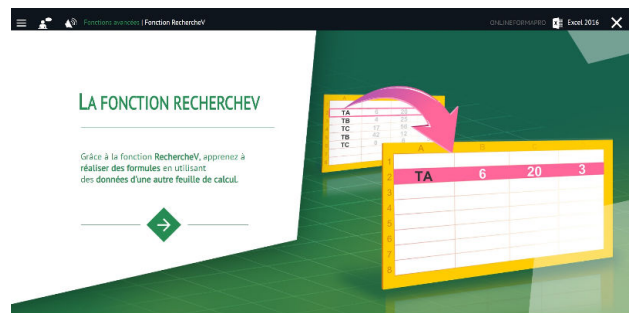 Fonctions avancées | Fonction RechercheV
ONLINEFORMAPRO Excel 2016
LA FONCTION RECHERCHEV
Grâce à la fonction RechercheV, apprenez à
réaliser des formules en utilisant
des données d'une autre feuille de calcul.
TA
TB
TC 12
TB 62
TC
A B
1
2 TA 6 20 3
3
4
5
6
7
8